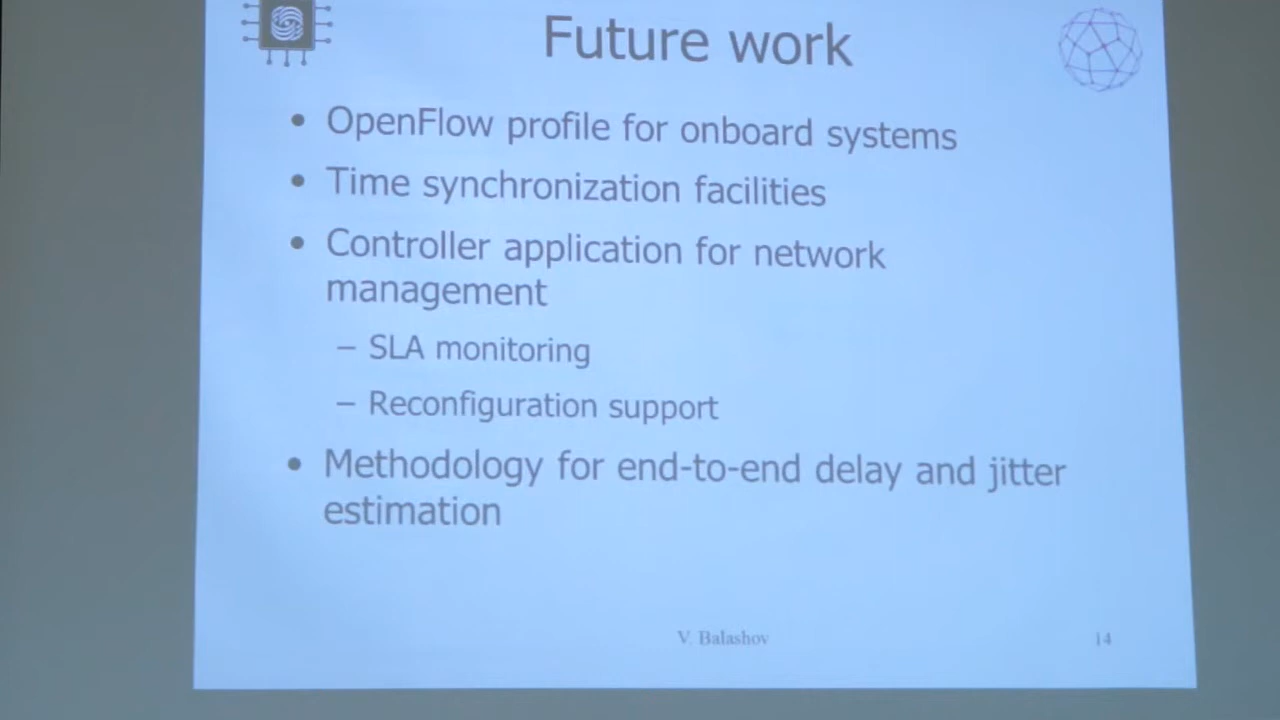 Future work
• OpenFlow profile for onboard systems
• Time synchronization facilities
• Controller application for network
management
– SLA monitoring
– Reconfiguration support
• Methodology for end-to-end delay and jitter
estimation
V. Balashov
14